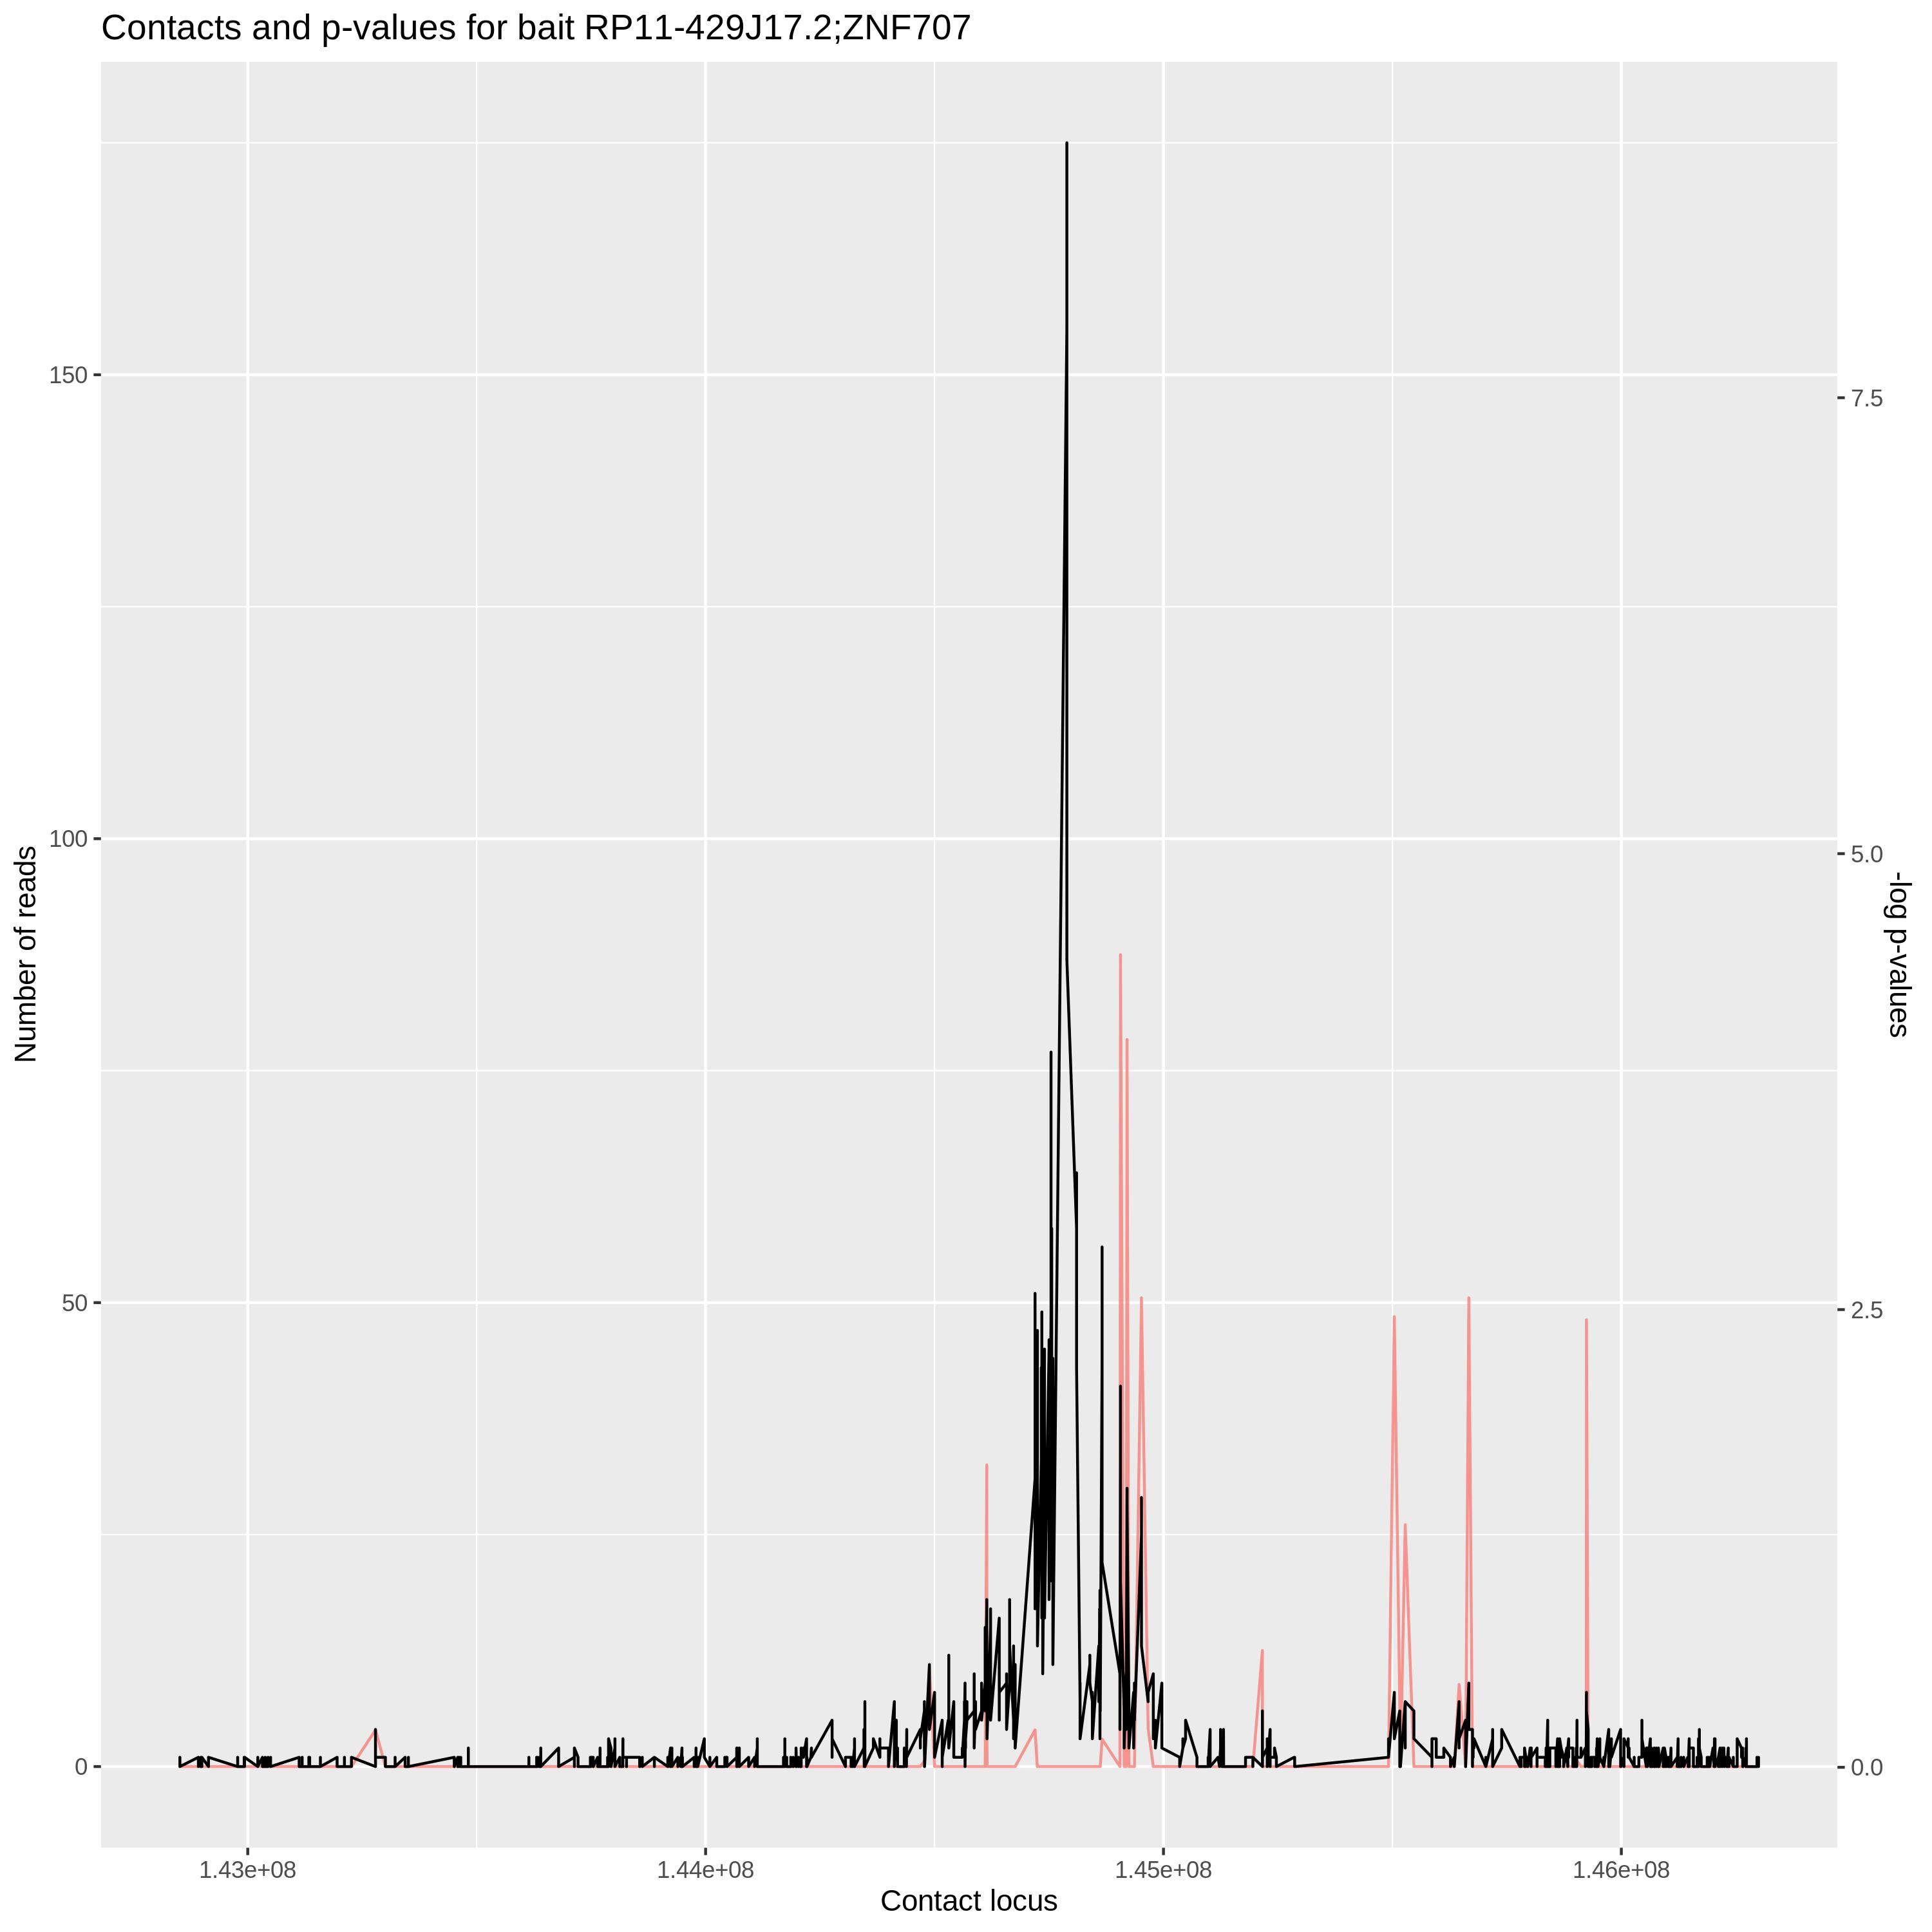 Contacts and p-values for bait RP11-429J17.2;ZNF707
Number of reads
150
100
50
0
7.5
5.0
2.5
0.0
-log p-values
1.43e+08
1.44e+08
1.45e+08
1.46e+08
Contact locus